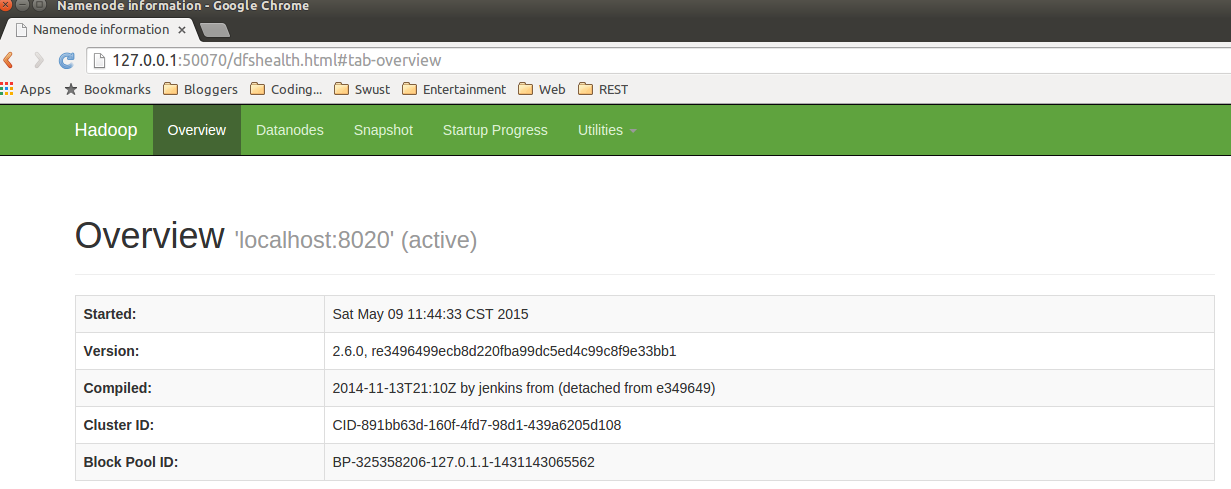 Namenode information - Google Chrome
Namenode information ×
127.0.0.1:50070/dfshealth.html#tab-overview
Apps Bookmarks Bloggers Coding... Swust Entertainment Web REST
Hadoop Overview Datanodes Snapshot Startup Progress Utilities
Overview 'localhost:8020' (active)
Started: Sat May 09 11:44:33 CST 2015
Version: 2.6.0, re3496499ecb8d220fba99dc5ed4c99c8f9e33bb1
Compiled: 2014-11-13T21:10Z by jenkins from (detached from e349649)
Cluster ID: CID-891bb63d-160f-4fd7-98d1-439a6205d108
Block Pool ID: BP-325358206-127.0.1.1-1431143065562